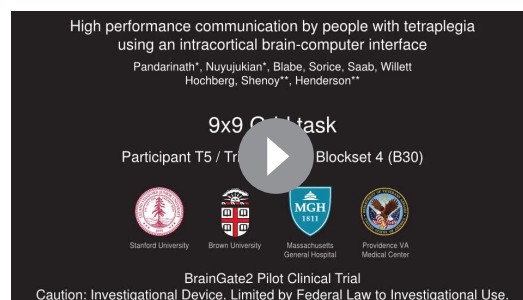 High performance communication by people with tetraplegia
using an intracortical brain-computer interface
Pandarinath*, Nuyujukian*, Blabe, Sorice, Saab, Willett
Hochberg, Shenoy**, Henderson**
9x9 task
Participant T5 / Blockset 4 (B30)
MGH
1811
Stanford University
Brown University
Massachusetts
General Hospital
Providence VA
Medical Center
BrainGate2 Pilot Clinical Trial
Caution: Investigational Device. Limited by Federal Law to Investigational Use.